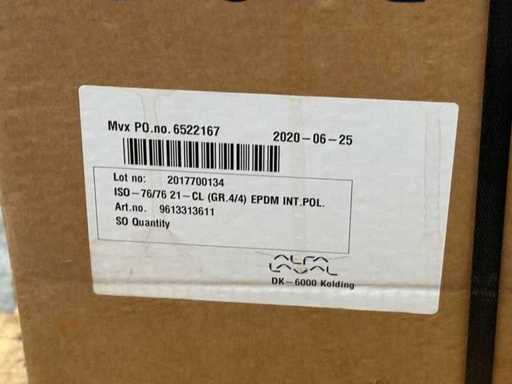 Mvx PO.no. 6522167
2020-06-25
Lot no: 2017700134
ISO-76/76 21-CL (GR.4/4) EPDM INT.POL.
Art.no. 9613313611
SO Quantity
ALFA
LAVAL
DK-6000 Kolding